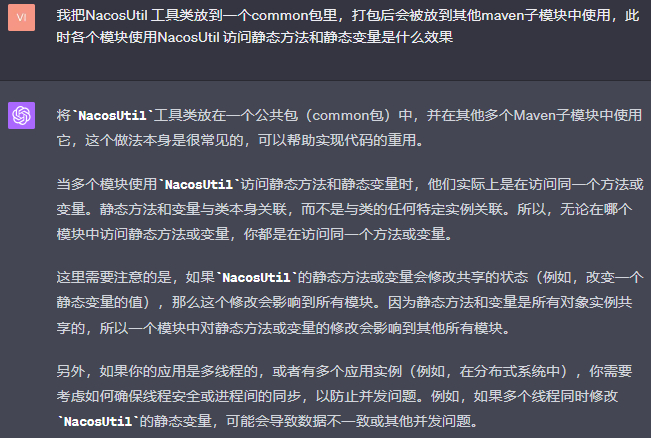 VI
我把NacosUtil 工具类放到一个common包里，打包后会被放到其他maven子模块中使用，此
时各个模块使用NacosUtil 访问静态方法和静态变量是什么效果
将`NacosUtil`工具类放在一个公共包（common包）中，并在其他多个Maven子模块中使用
它，这个做法本身是很常见的，可以帮助实现代码的重用。
当多个模块使用`NacosUtil`访问静态方法和静态变量时，他们实际上是在访问同一个方法或
变量。静态方法和变量与类本身关联，而不是与类的任何特定实例关联。所以，无论在哪个
模块中访问静态方法或变量，你都是在访问同一个方法或变量。
这里需要注意的是，如果`NacosUtil`的静态方法或变量会修改共享的状态（例如，改变一个
静态变量的值），那么这个修改会影响到所有模块。因为静态方法和变量是所有对象实例共
享的，所以一个模块中对静态方法或变量的修改会影响到其他所有模块。
另外，如果你的应用是多线程的，或者有多个应用实例（例如，在分布式系统中），你需要
考虑如何确保线程安全或进程间的同步，以防止并发问题。例如，如果多个线程同时修改
`NacosUtil`的静态变量，可能会导致数据不一致或其他并发问题。